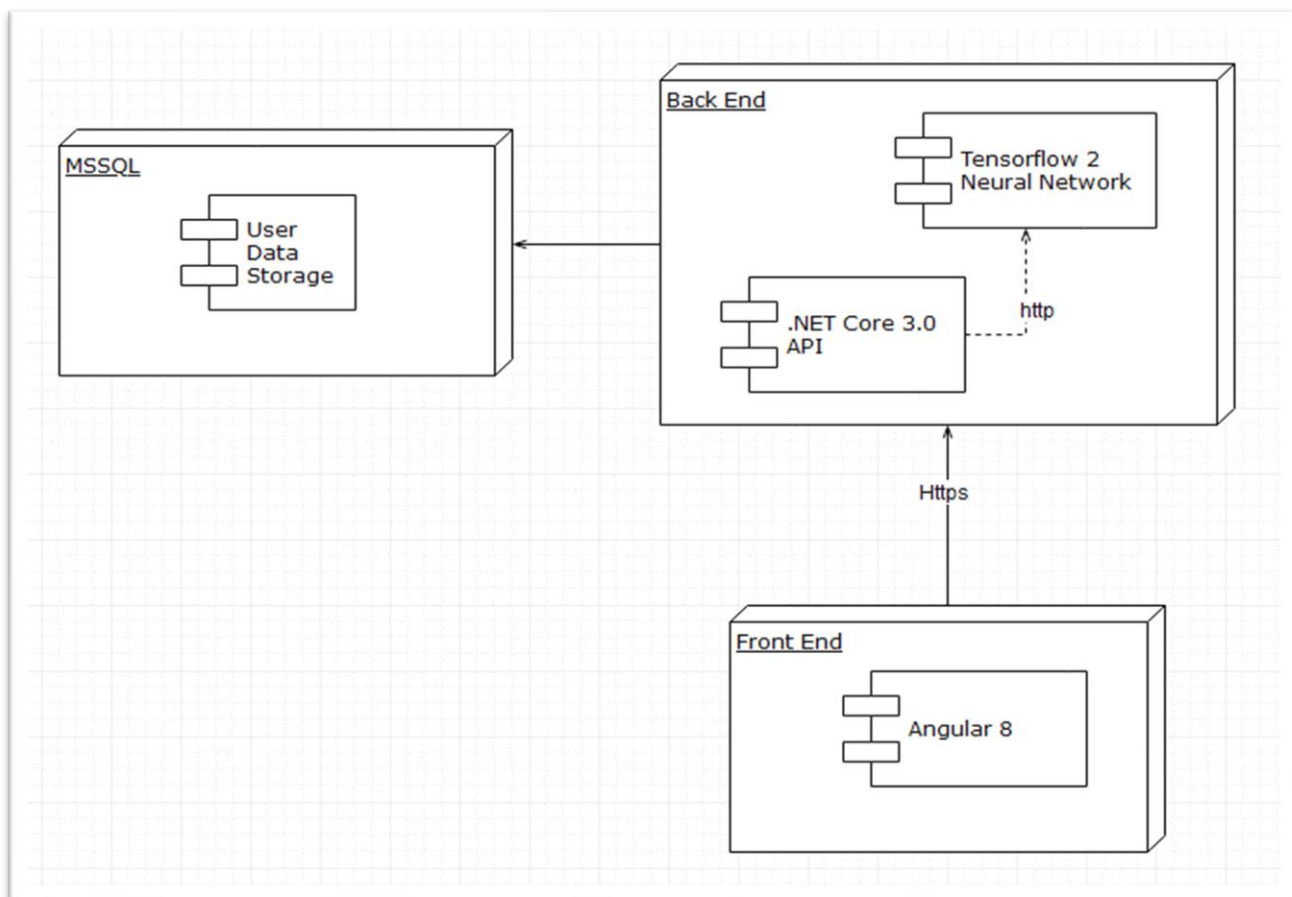 Back End
Tensorflow 2
Neural Network
MSSQL
User
Data
Storage
http
.NET Core 3.0
API
Https
Front End
Angular 8